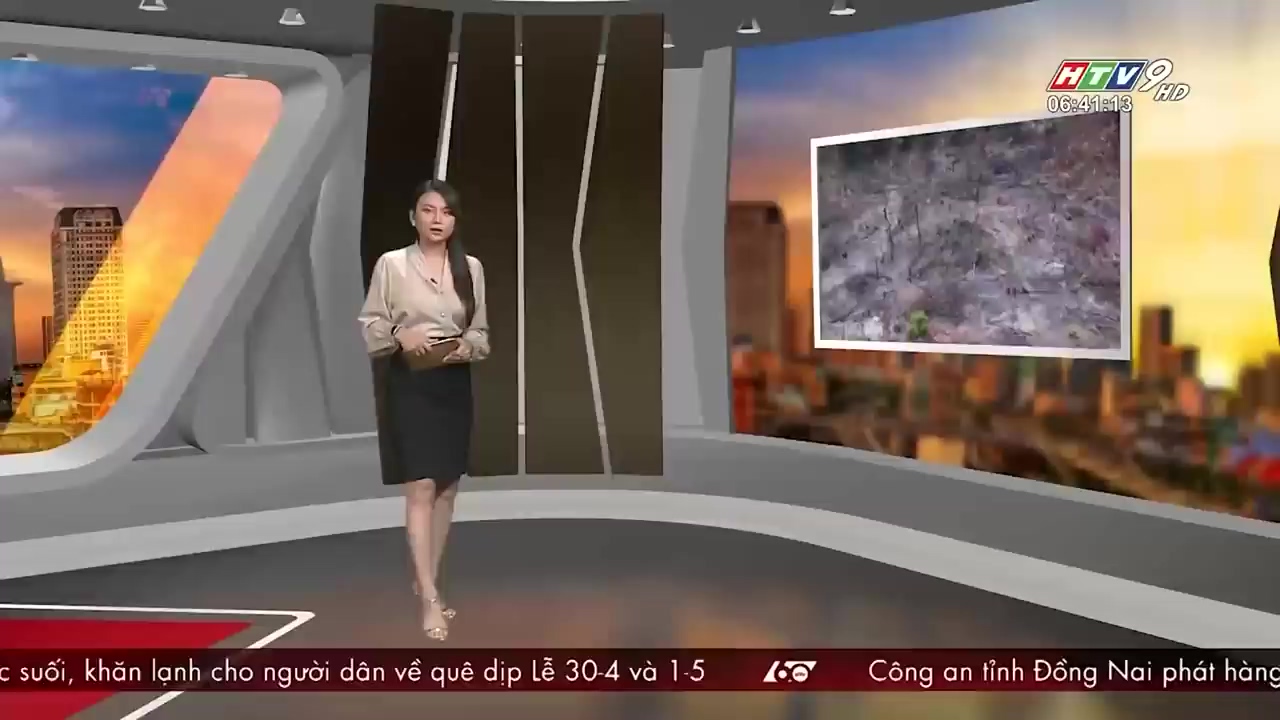 HTV9
HD
06:41:13
c suối, khăn lạnh cho người dân về quê dịp Lễ 30-4 và 1-5
60
Công an tỉnh Đồng Nai phát hàng